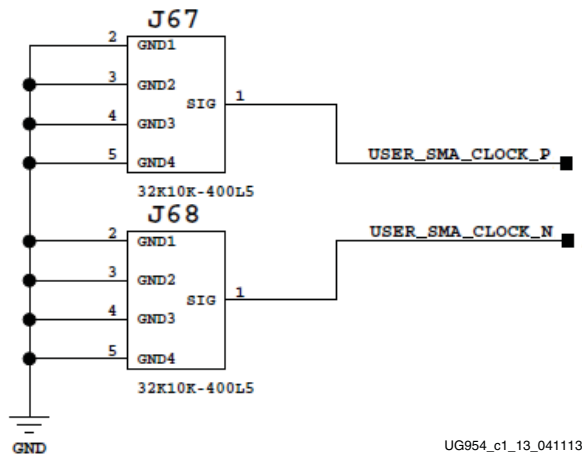 J67
2 GND1
3 GND2
SIG 1
4 GND3
5 GND4
USER_SMA_CLOCK_P
32K10K-400L5
J68
USER_SMA_CLOCK_N
2 GND1
3 GND2
SIG 1
4 GND3
5 GND4
32K10K-400L5
GND
UG954_c1_13_041113